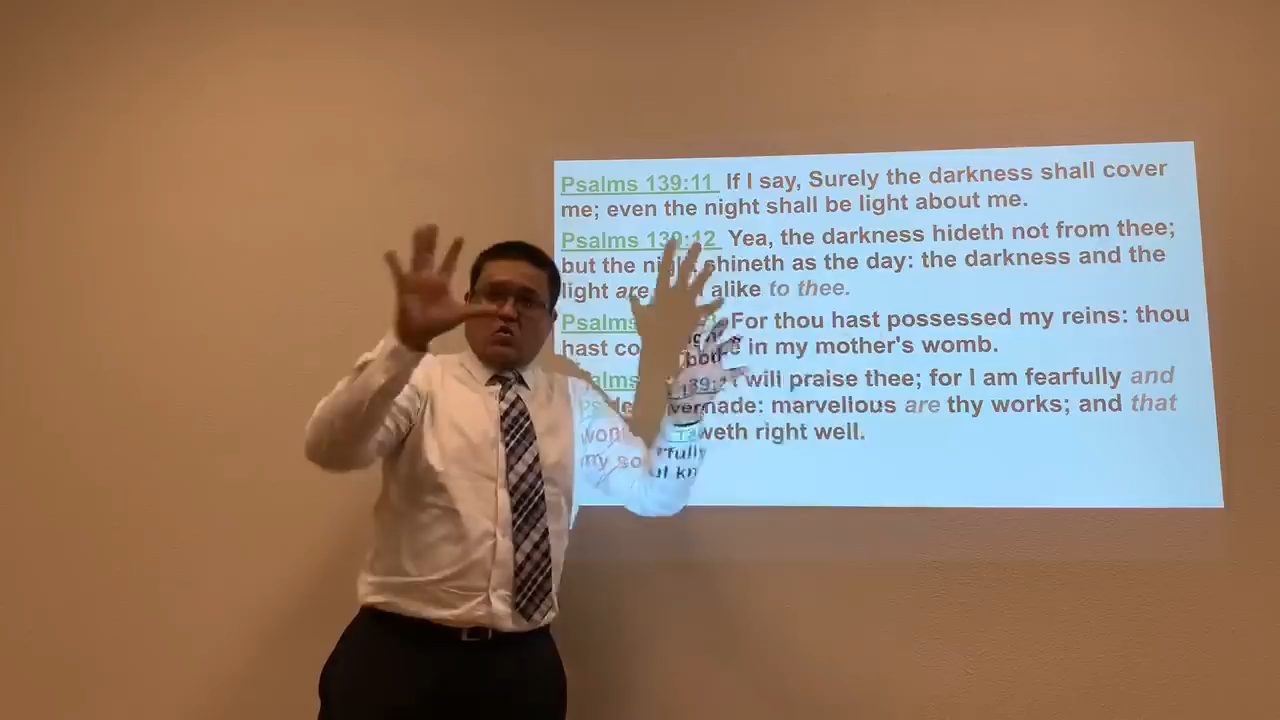 Psalms 139:11 If I say, Surely the darkness shall cover
me; even the night shall be light about me.
Psalms 139:12 Yea, the darkness hideth not from thee;
but the night shineth as the day: the darkness and the
light are alike to thee.
Psalms For thou hast possessed my reins: thou
hast in my mother's womb.
will praise thee; for I am fearfully and
made: marvellous are thy works; and that
my right well.